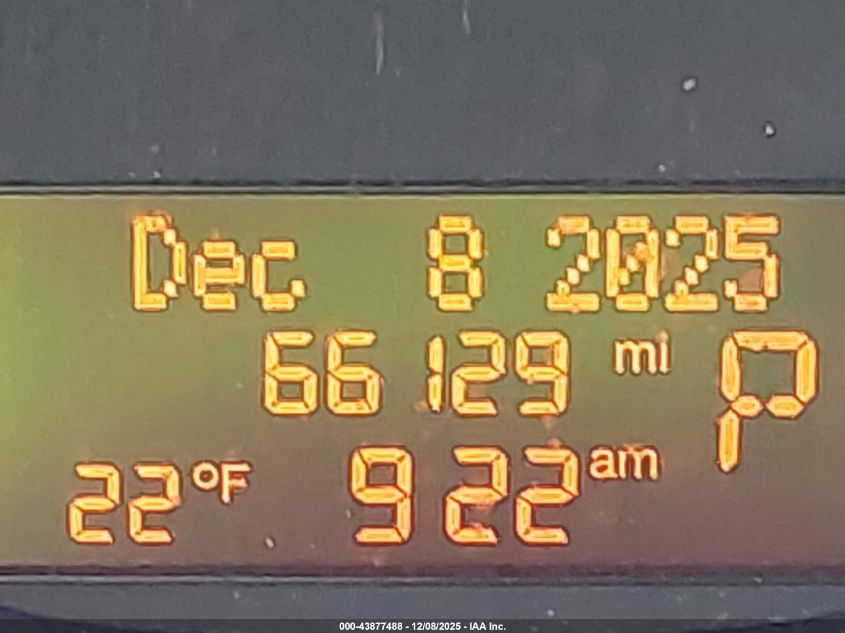 Dec 8 2025
66129 mi P
22°F 922 am
000-43877488 - 12/08/2025 - IAA Inc.